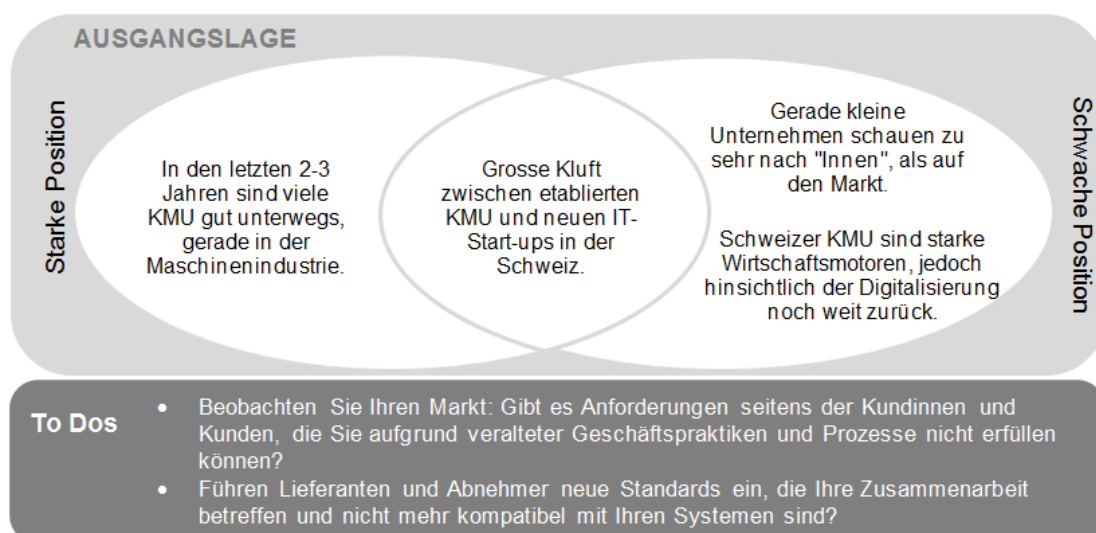 AUSGANGSLAGE
Starke Position
In den letzten 2-3
Jahren sind viele
KMU gut unterwegs,
gerade in der
Maschinenindustrie.
Grosse Kluft
zwischen etablierten
KMU und neuen IT-
Start-ups in der
Schweiz.
Gerade kleine
Unternehmen schauen zu
sehr nach "Innen", als auf
den Markt.
Schweizer KMU sind starke
Wirtschaftsmotoren, jedoch
hinsichtlich der Digitalisierung
noch weit zurück.
Schwache Position
To Dos
• Beobachten Sie Ihren Markt: Gibt es Anforderungen seitens der Kundinnen und
Kunden, die Sie aufgrund veralteter Geschäftspraktiken und Prozesse nicht erfüllen
können?
• Führen Lieferanten und Abnehmer neue Standards ein, die Ihre Zusammenarbeit
betreffen und nicht mehr kompatibel mit Ihren Systemen sind?